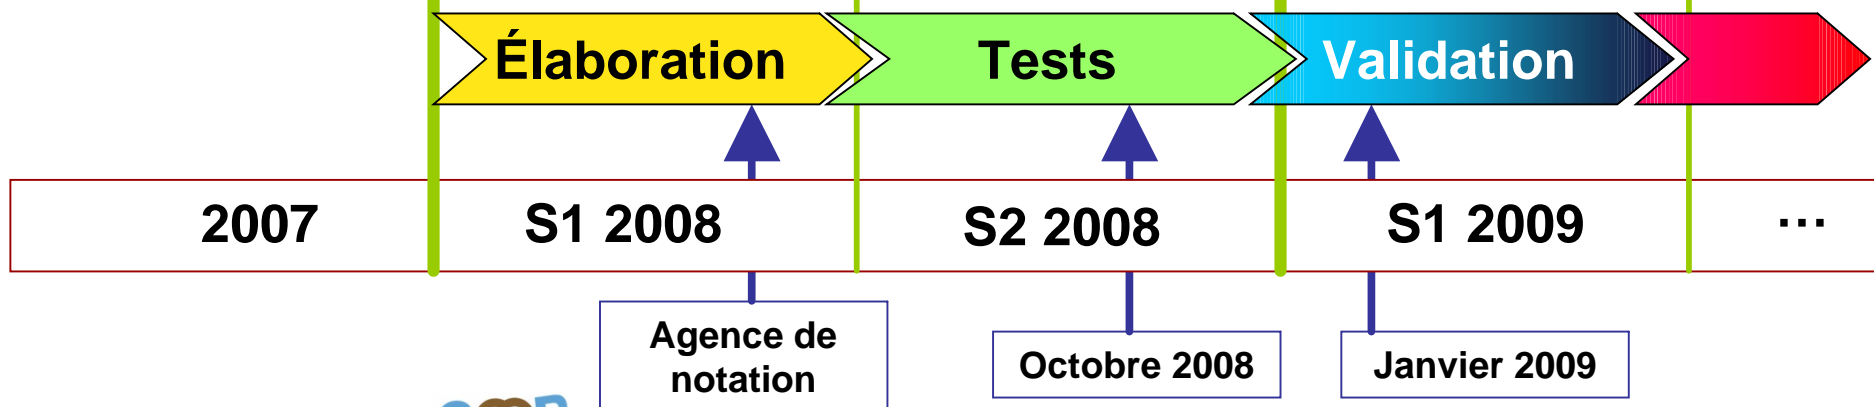 Élaboration Tests Validation
2007 S1 2008 S2 2008 S1 2009 ...
Agence de
notation
Octobre 2008
Janvier 2009